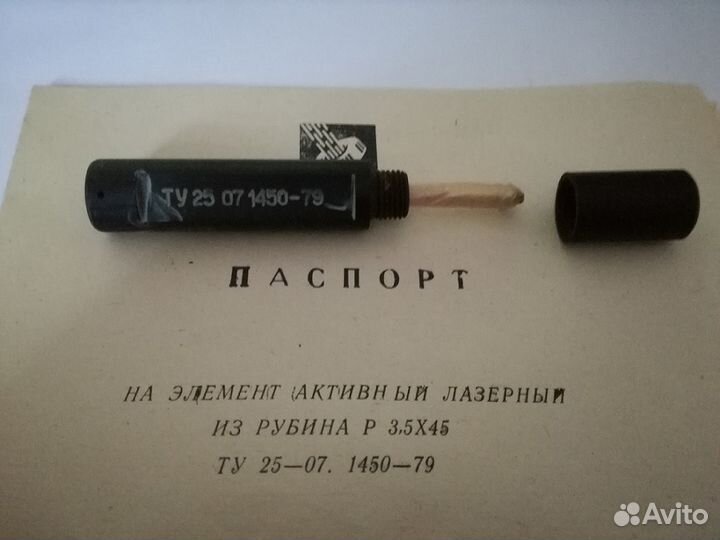 ТУ 25 07 1450-79
ПАСПОРТ
НА ЭЛЕМЕНТ АКТИВНЫЙ ЛАЗЕРНЫЙ
ИЗ РУБИНА Р 3,5Х45
ТУ 25—07. 1450—79
Avito